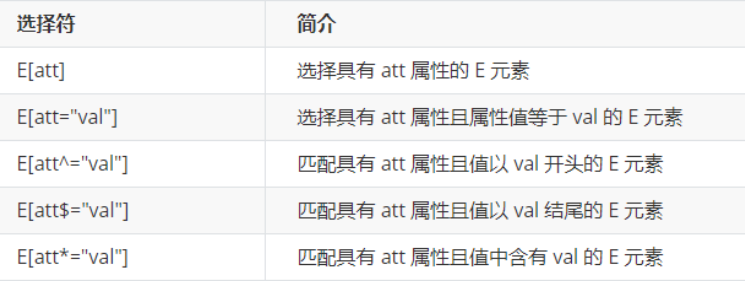 选择符 简介
E[att] 选择具有 att 属性的 E 元素
E[att="val"] 选择具有 att 属性且属性值等于 val 的 E 元素
E[att^="val"] 匹配具有 att 属性且值以 val 开头的 E 元素
E[att$="val"] 匹配具有 att 属性且值以 val 结尾的 E 元素
E[att*="val"] 匹配具有 att 属性且值中含有 val 的 E 元素